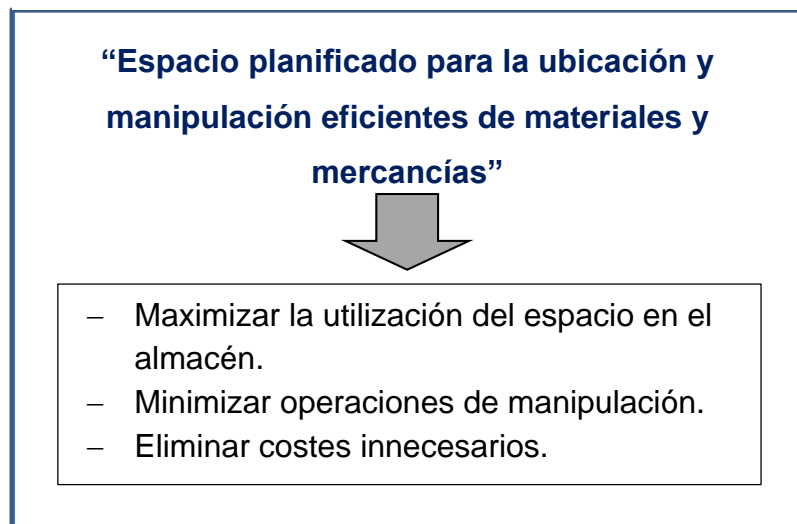 “Espacio planificado para la ubicación y
manipulación eficientes de materiales y
mercancías”
– Maximizar la utilización del espacio en el
almacén.
– Minimizar operaciones de manipulación.
– Eliminar costes innecesarios.